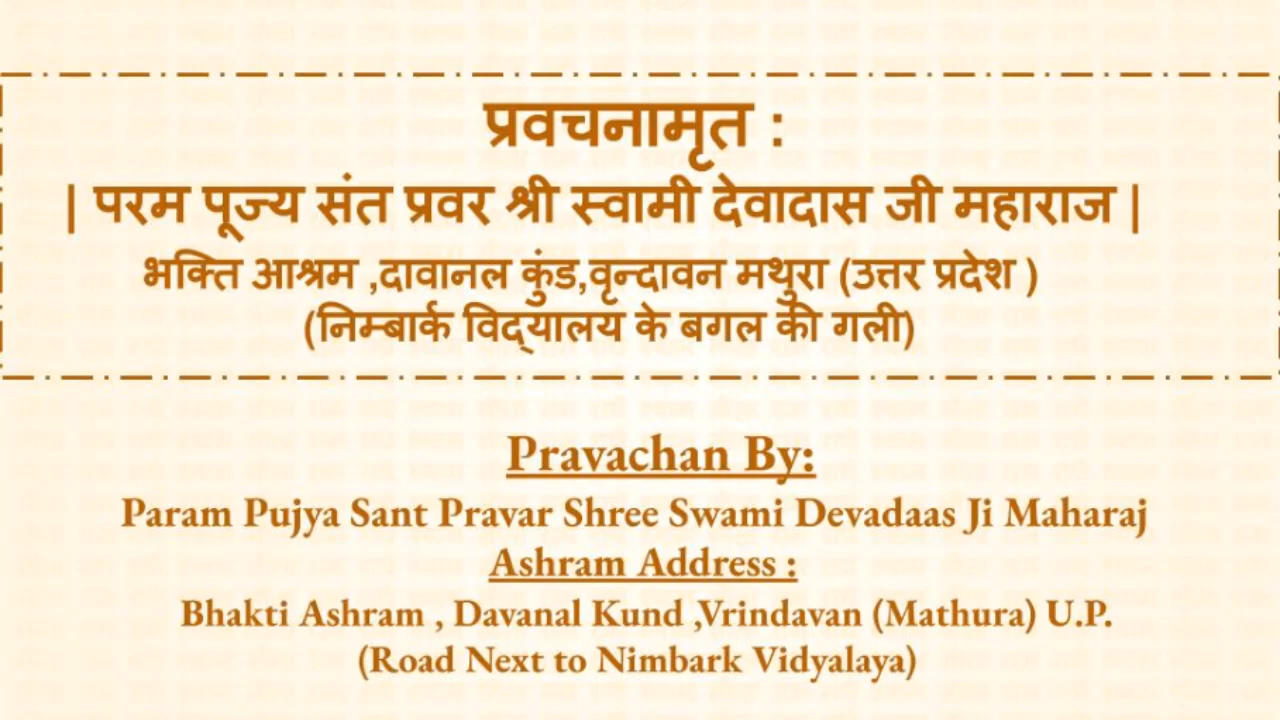 प्रवचनामृत :
| परम पूज्य संत प्रवर श्री स्वामी देवादास जी महाराज |
भक्ति आश्रम ,दावानल कुंड,वृन्दावन मथुरा (उत्तर प्रदेश )
(निम्बार्क विद्यालय के बगल की गली)
Pravachan By:
Param Pujya Sant Pravar Shree Swami Devadaas Ji Maharaj
Ashram Address :
Bhakti Ashram , Davanal Kund ,Vrindavan (Mathura) U.P.
(Road Next to Nimbark Vidyalaya)